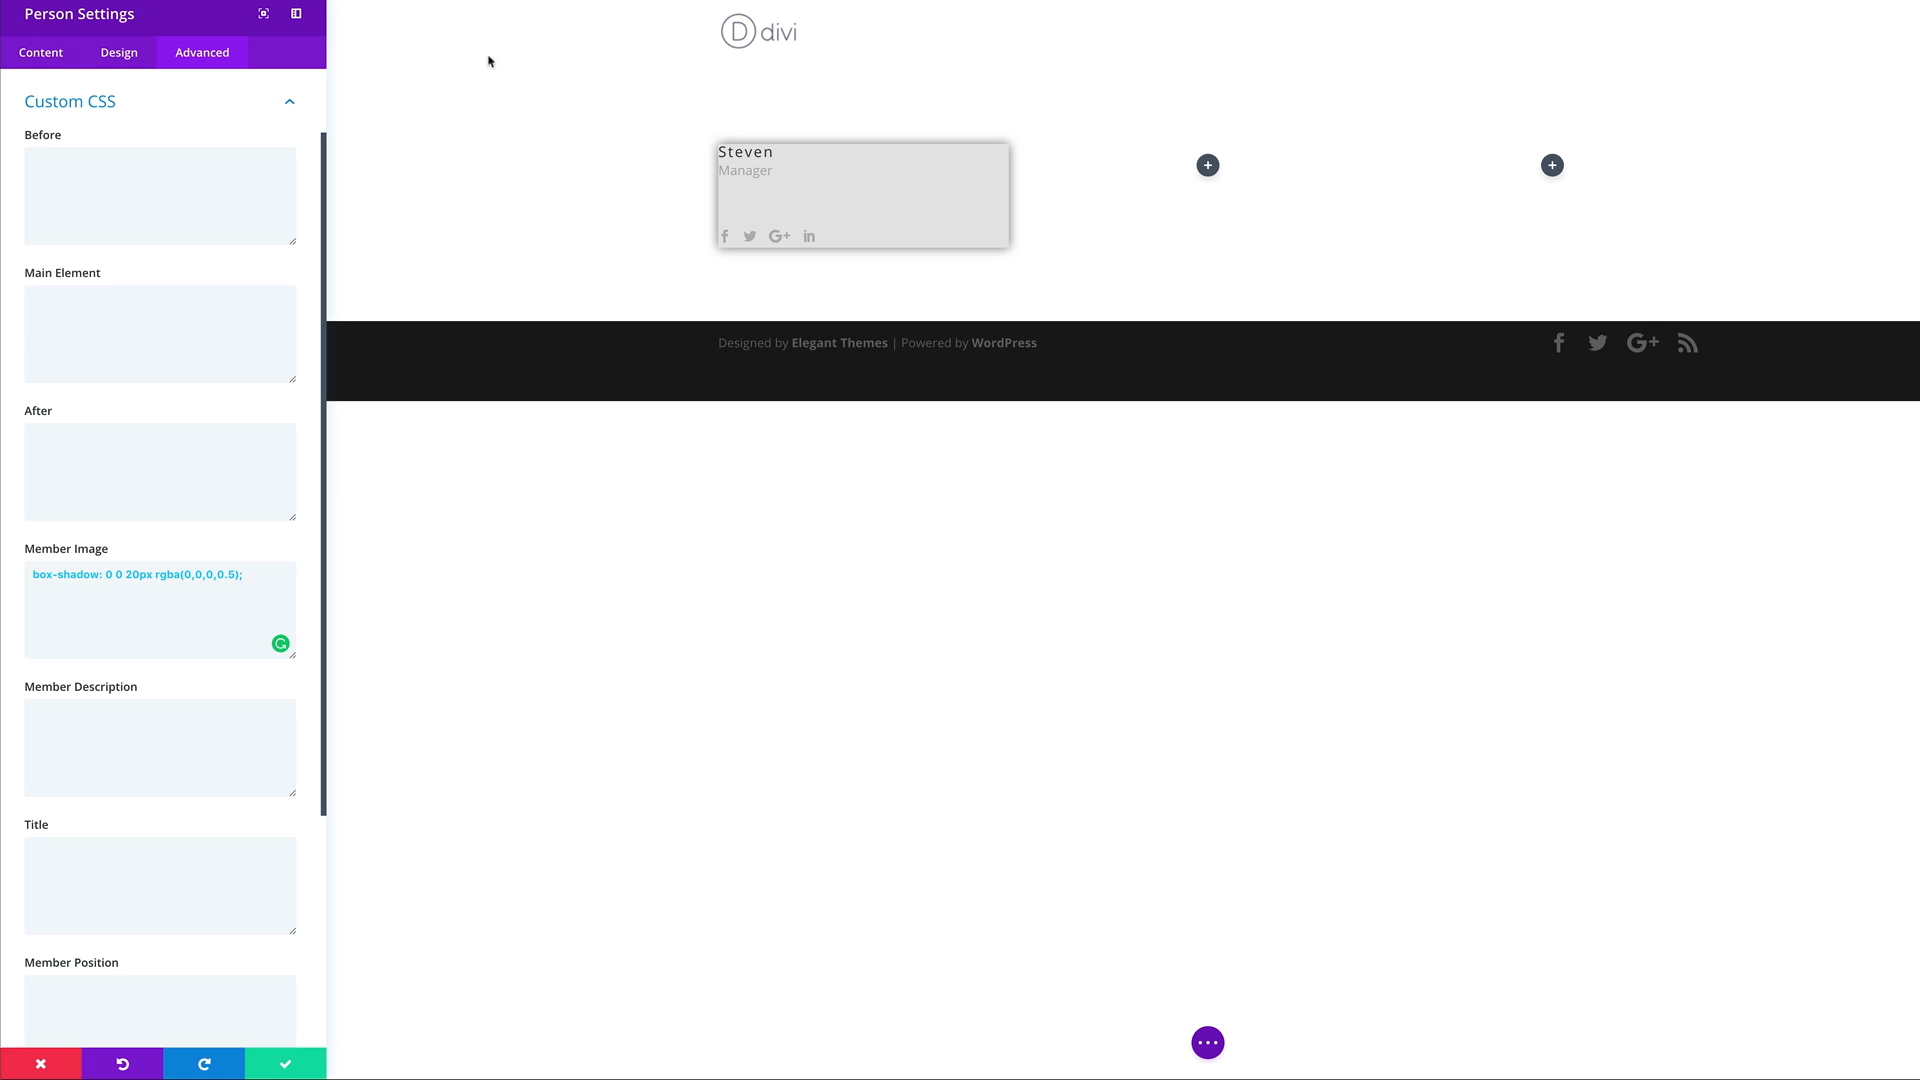 Person Settings
Content Design Advanced
Custom CSS
Before
Main Element
After
Member Image
box-shadow: 0 0 20px rgba(0,0,0,0.5);
Member Description
Title
Member Position
D divi
Steven
Manager
Designed by Elegant Themes | Powered by WordPress